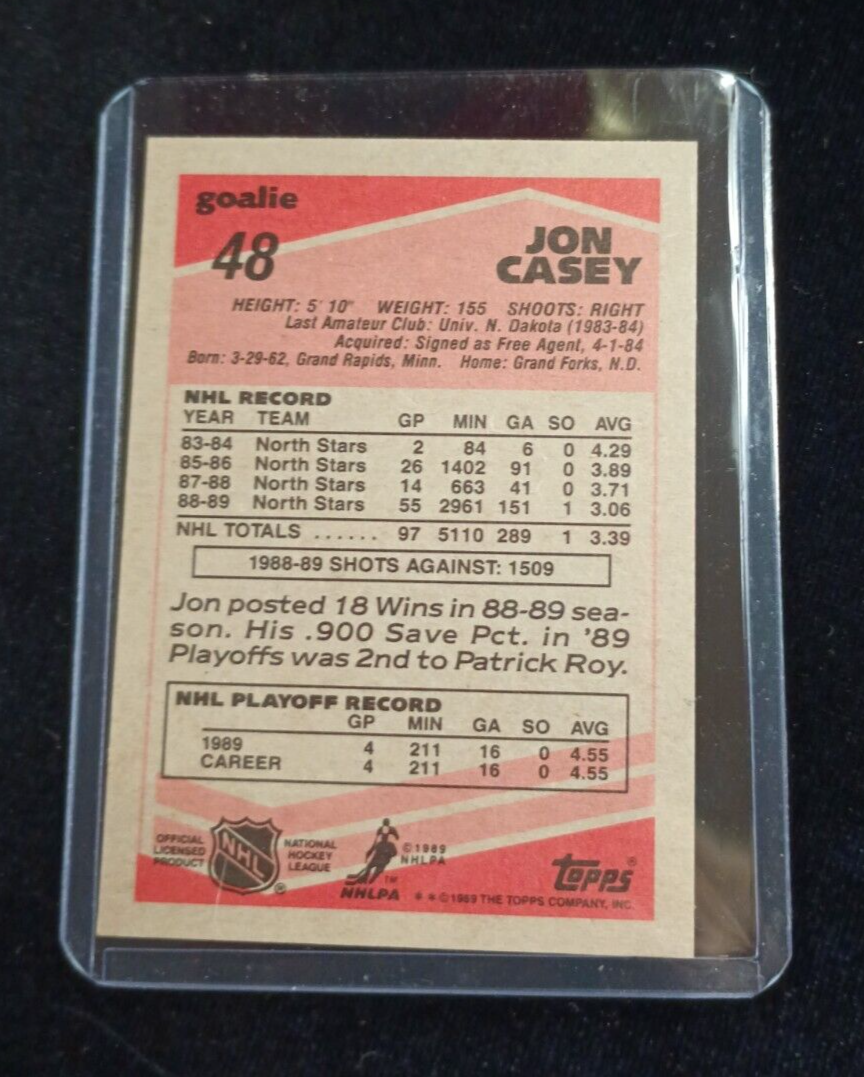 goalie
48
JON
CASEY
HEIGHT: 5' 10" WEIGHT: 155 SHOOTS: RIGHT
Last Amateur Club: Univ. N. Dakota (1983-84)
Acquired: Signed as Free Agent, 4-1-84
Born: 3-29-62, Grand Rapids, Minn. Home: Grand Forks, N.D.
NHL RECORD
YEAR TEAM GP MIN GA SO AVG
83-84 North Stars 2 84 6 0 4.29
85-86 North Stars 26 1402 91 0 3.89
87-88 North Stars 14 663 41 0 3.71
88-89 North Stars 55 2961 151 1 3.06
NHL TOTALS ...... 97 5110 289 1 3.39
1988-89 SHOTS AGAINST: 1509
Jon posted 18 Wins in 88-89 sea-
son. His .900 Save Pct. in '89
Playoffs was 2nd to Patrick Roy.
NHL PLAYOFF RECORD
GP MIN GA SO AVG
1989 4 211 16 0 4.55
CAREER 4 211 16 0 4.55
OFFICIAL
LICENSED
PRODUCT
NHL
®
NATIONAL
HOCKEY
LEAGUE
©1989
NHLPA
TM
NHLPA
topps®
* * ©1989 THE TOPPS COMPANY, INC.